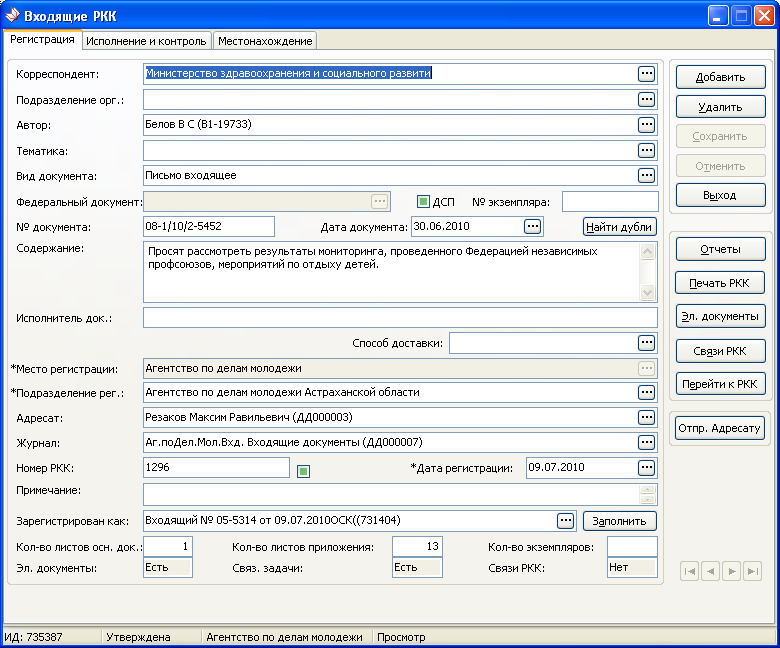 Входящие РКК
Регистрация Исполнение и контроль Местонахождение
Корреспондент: Министерство здравоохранения и социального развити ...
Добавить
Подразделение орг.: ...
Удалить
Автор: Белов В С (В1-19733) ...
Сохранить
Тематика: ...
Отменить
Вид документа: Письмо входящее ...
Выход
Федеральный документ: ... ДСП № экземпляра:
№ документа: 08-1/10/2-5452 Дата документа: 30.06.2010 ... Найти дубли
Содержание: Просят рассмотреть результаты мониторинга, проведенного Федерацией независимых
профсоюзов, мероприятий по отдыху детей.
Отчеты
Печать РКК
Исполнитель док.:
Эл. документы
Способ доставки: ...
Связи РКК
*Место регистрации: Агентство по делам молодежи ...
Перейти к РКК
*Подразделение рег.: Агентство по делам молодежи Астраханской области ...
Адресат: Резаков Максим Равильевич (ДД000003) ...
Отпр. Адресату
Журнал: Аг.поДел.Мол.Вхд. Входящие документы (ДД000007) ...
Номер РКК: 1296 *Дата регистрации: 09.07.2010 ...
Примечание:
Зарегистрирован как: Входящий № 05-5314 от 09.07.2010ОСК((731404) ... Заполнить
Кол-во листов осн. док.: 1 Кол-во листов приложения: 13 Кол-во экземпляров:
Эл. документы: Есть Связ. задачи: Есть Связи РКК: Нет
ИД: 735387 Утверждена Агентство по делам молодежи Просмотр